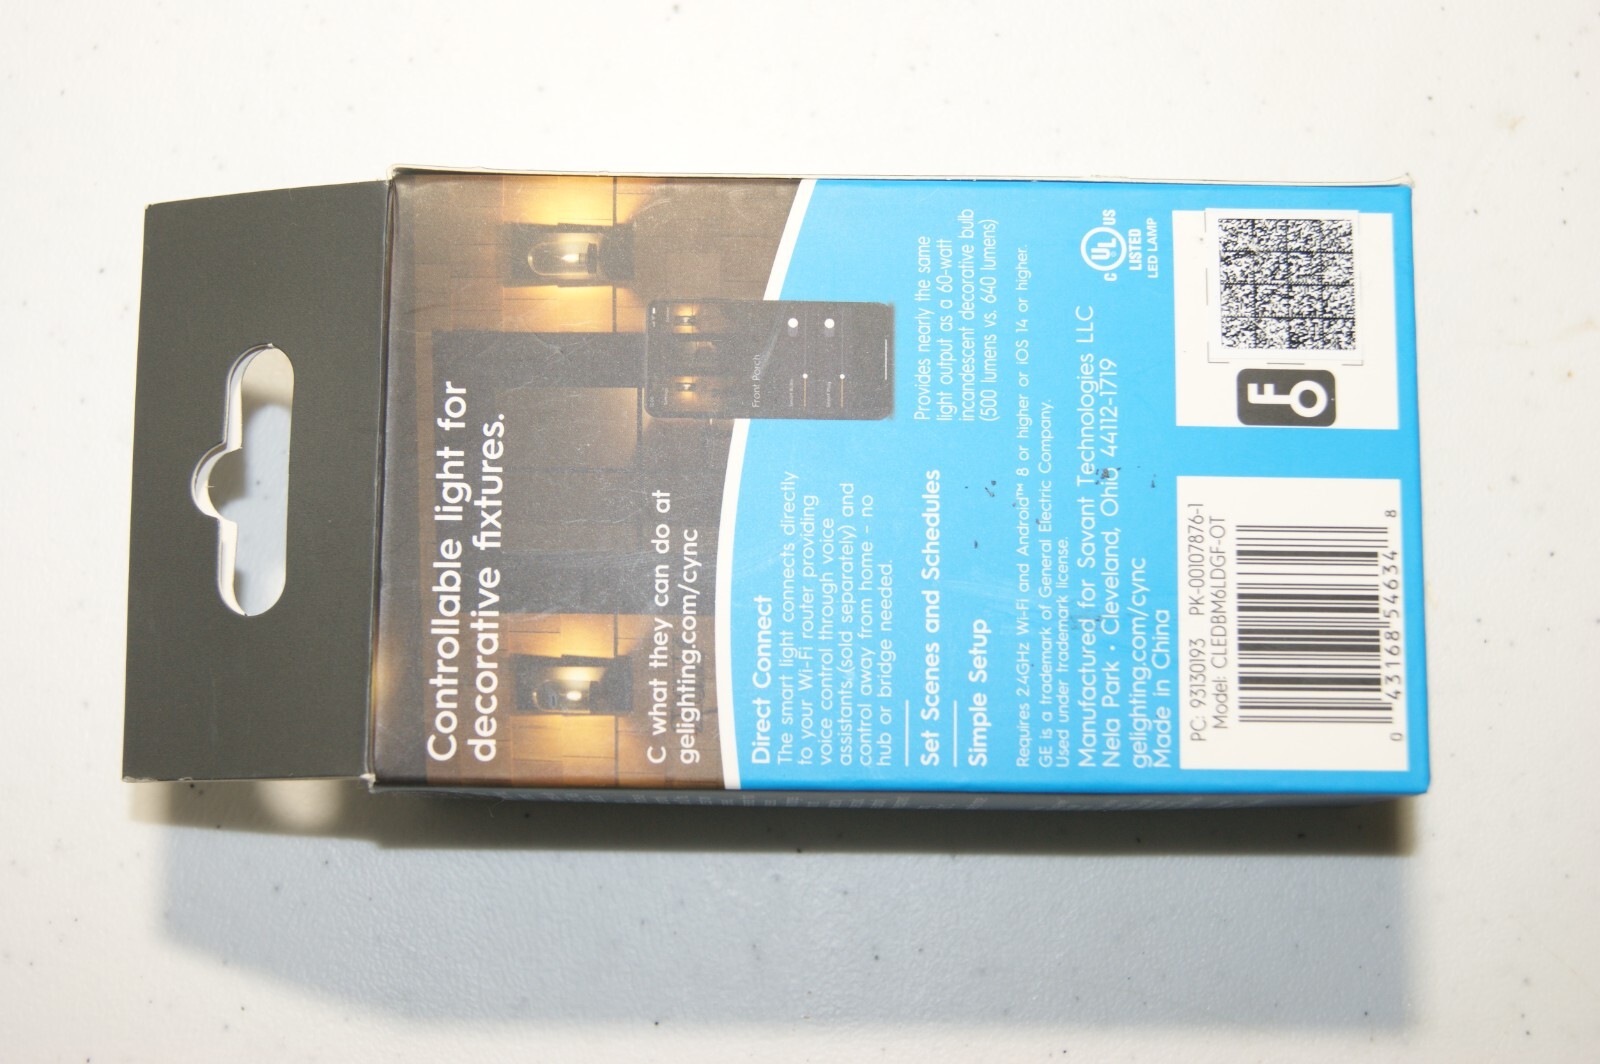 Controllable light for
decorative fixtures.
C what they can do at
gelighting.com/cync
Front Porch
Direct Connect
The smart light connects directly
to your Wi-Fi router providing
voice control through voice
assistants (sold separately) and
control away from home – no
hub or bridge needed.
Set Scenes and Schedules
Simple Setup
Provides nearly the same
light output as a 60-watt
incandescent decorative bulb
(500 lumens vs. 640 lumens)
Requires 2.4GHz Wi-Fi and Android™ 8 or higher or iOS 14 or higher.
GE is a trademark of General Electric Company.
Used under trademark license.
Manufactured for Savant Technologies LLC
Nela Park • Cleveland, Ohio 44112-1719
gelighting.com/cync
Made in China
c UL US
LISTED
LED LAMP
PC: 93130193 PK-00107876-1
Model: CLEDBM6LDGF-OT
0 43168 54634 8
F